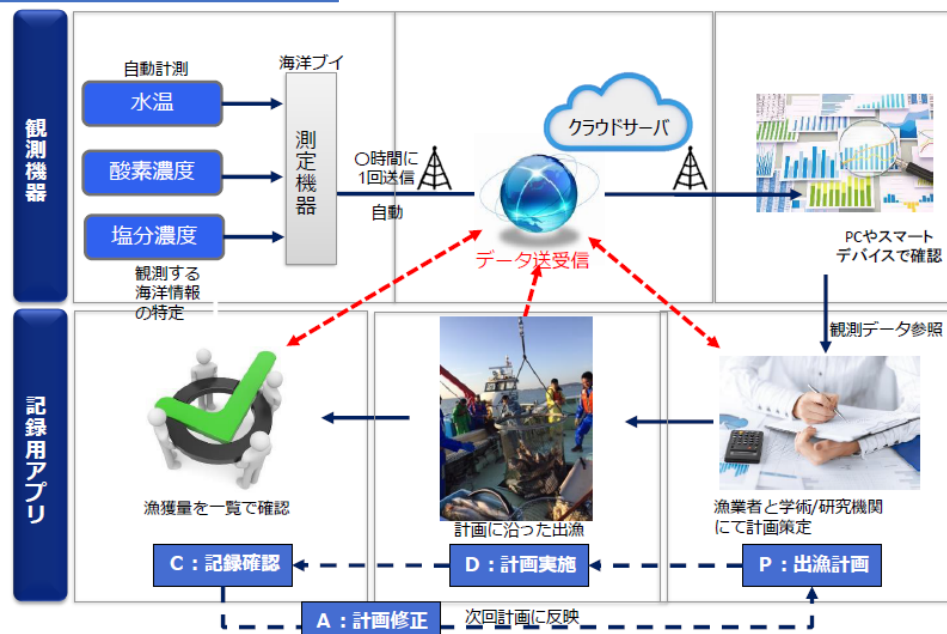 観測機器
自動計測
水温
酸素濃度
塩分濃度
観測する
海洋情報
の特定
海洋ブイ
測定機器
〇時間に
1回送信
自動
クラウドサーバ
データ送受信
PCやスマート
デバイスで確認
観測データ参照
記録用アプリ
漁獲量を一覧で確認
計画に沿った出漁
漁業者と学術/研究機関
にて計画策定
C：記録確認
D：計画実施
P：出漁計画
A：計画修正
次回計画に反映